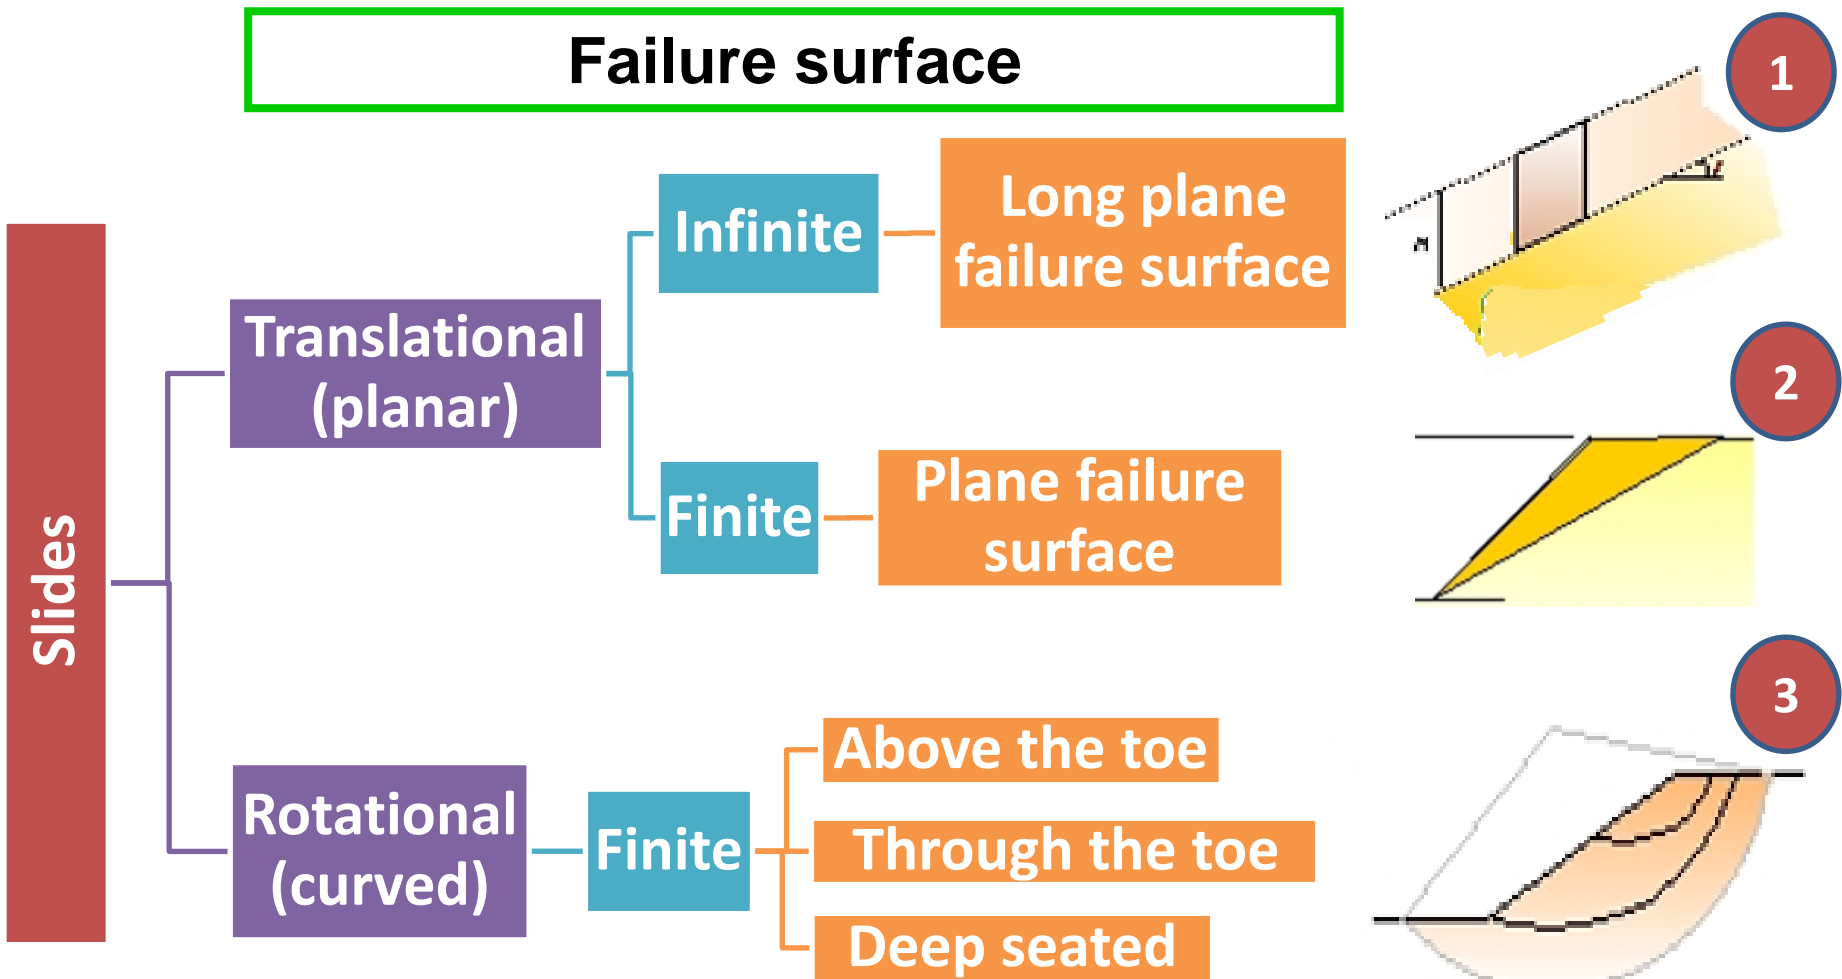 Failure surface
1
Infinite
Long plane
failure surface
Translational
(planar)
2
Finite
Plane failure
surface
Slides
3
Above the toe
Rotational
(curved)
Finite
Through the toe
Deep seated